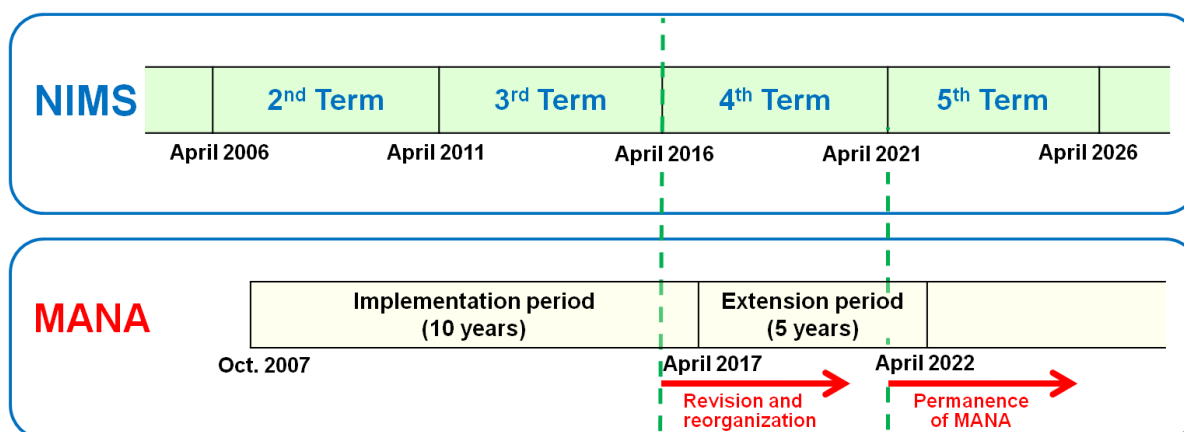 NIMS
2nd Term
3rd Term
4th Term
5th Term
April 2006
April 2011
April 2016
April 2021
April 2026
MANA
Implementation period
(10 years)
Extension period
(5 years)
Oct. 2007
April 2017
April 2022
Revision and
reorganization
Permanence
of MANA